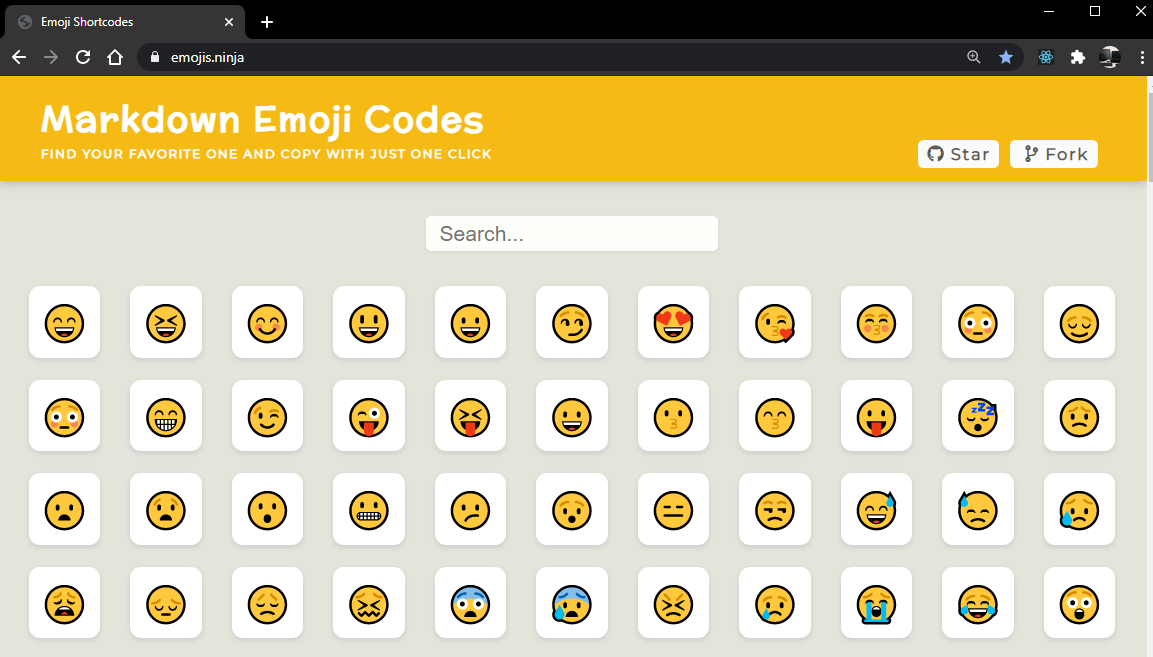 Emoji Shortcodes
emojis.ninja
Markdown Emoji Codes
FIND YOUR FAVORITE ONE AND COPY WITH JUST ONE CLICK
Star
Fork
Search...